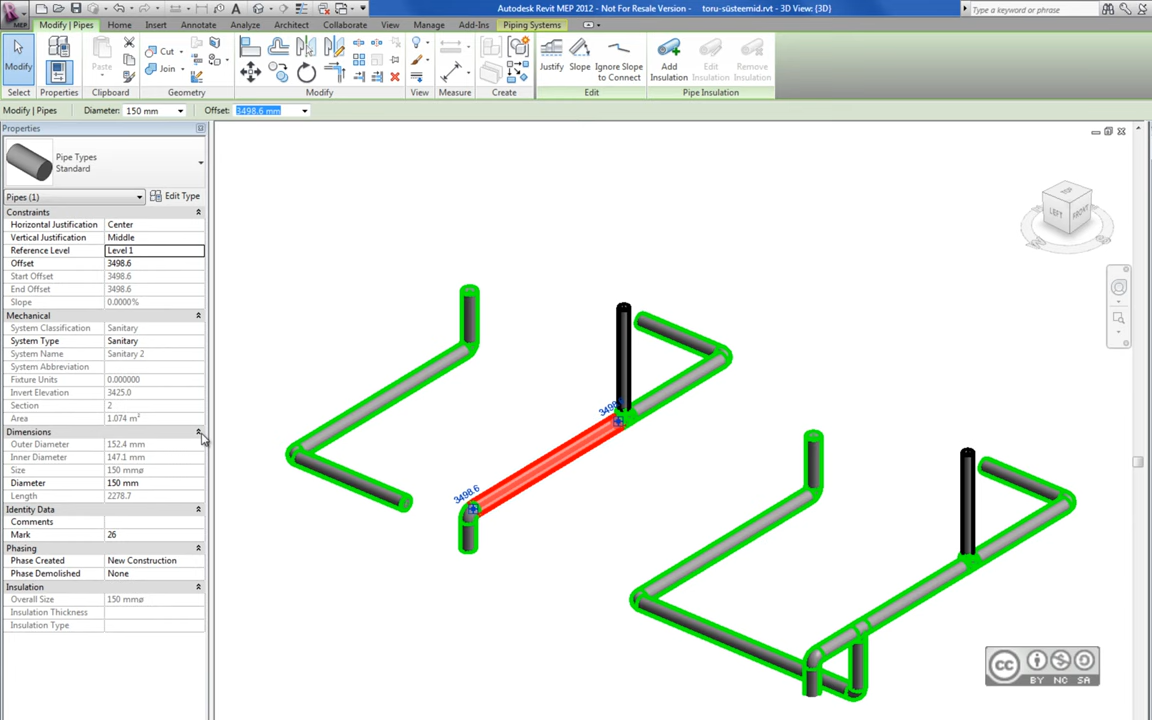 Autodesk Revit MEP 2012 - Not For Resale Version - toru-süsteemid.rvt - 3D View: {3D}
Type a keyword or phrase
MEP
Modify | Pipes Home Insert Annotate Analyze Architect Collaborate View Manage Add-Ins Piping Systems
Modify Properties Paste Cut Join Measure Create Justify Slope Ignore Slope to Connect Add Insulation Edit Insulation Remove Insulation
Select Properties Clipboard Geometry Modify View Measure Create Edit Pipe Insulation
Modify | Pipes Diameter: 150 mm Offset: 3498.6 mm
Properties
Pipe Types
Standard
Pipes (1) Edit Type
Constraints
Horizontal Justification Center
Vertical Justification Middle
Reference Level Level 1
Offset 3498.6
Start Offset 3498.6
End Offset 3498.6
Slope 0.0000%
Mechanical
System Classification Sanitary
System Type Sanitary
System Name Sanitary 2
System Abbreviation
Fixture Units 0.000000
Invert Elevation 3425.0
Section 2
Area 1.074 m²
Dimensions
Outer Diameter 152.4 mm
Inner Diameter 147.1 mm
Size 150 mmø
Diameter 150 mm
Length 2278.7
Identity Data
Comments
Mark 26
Phasing
Phase Created New Construction
Phase Demolished None
Insulation
Overall Size 150 mmø
Insulation Thickness
Insulation Type
3498.6
TOP
LEFT FRONT
cc
BY NC SA